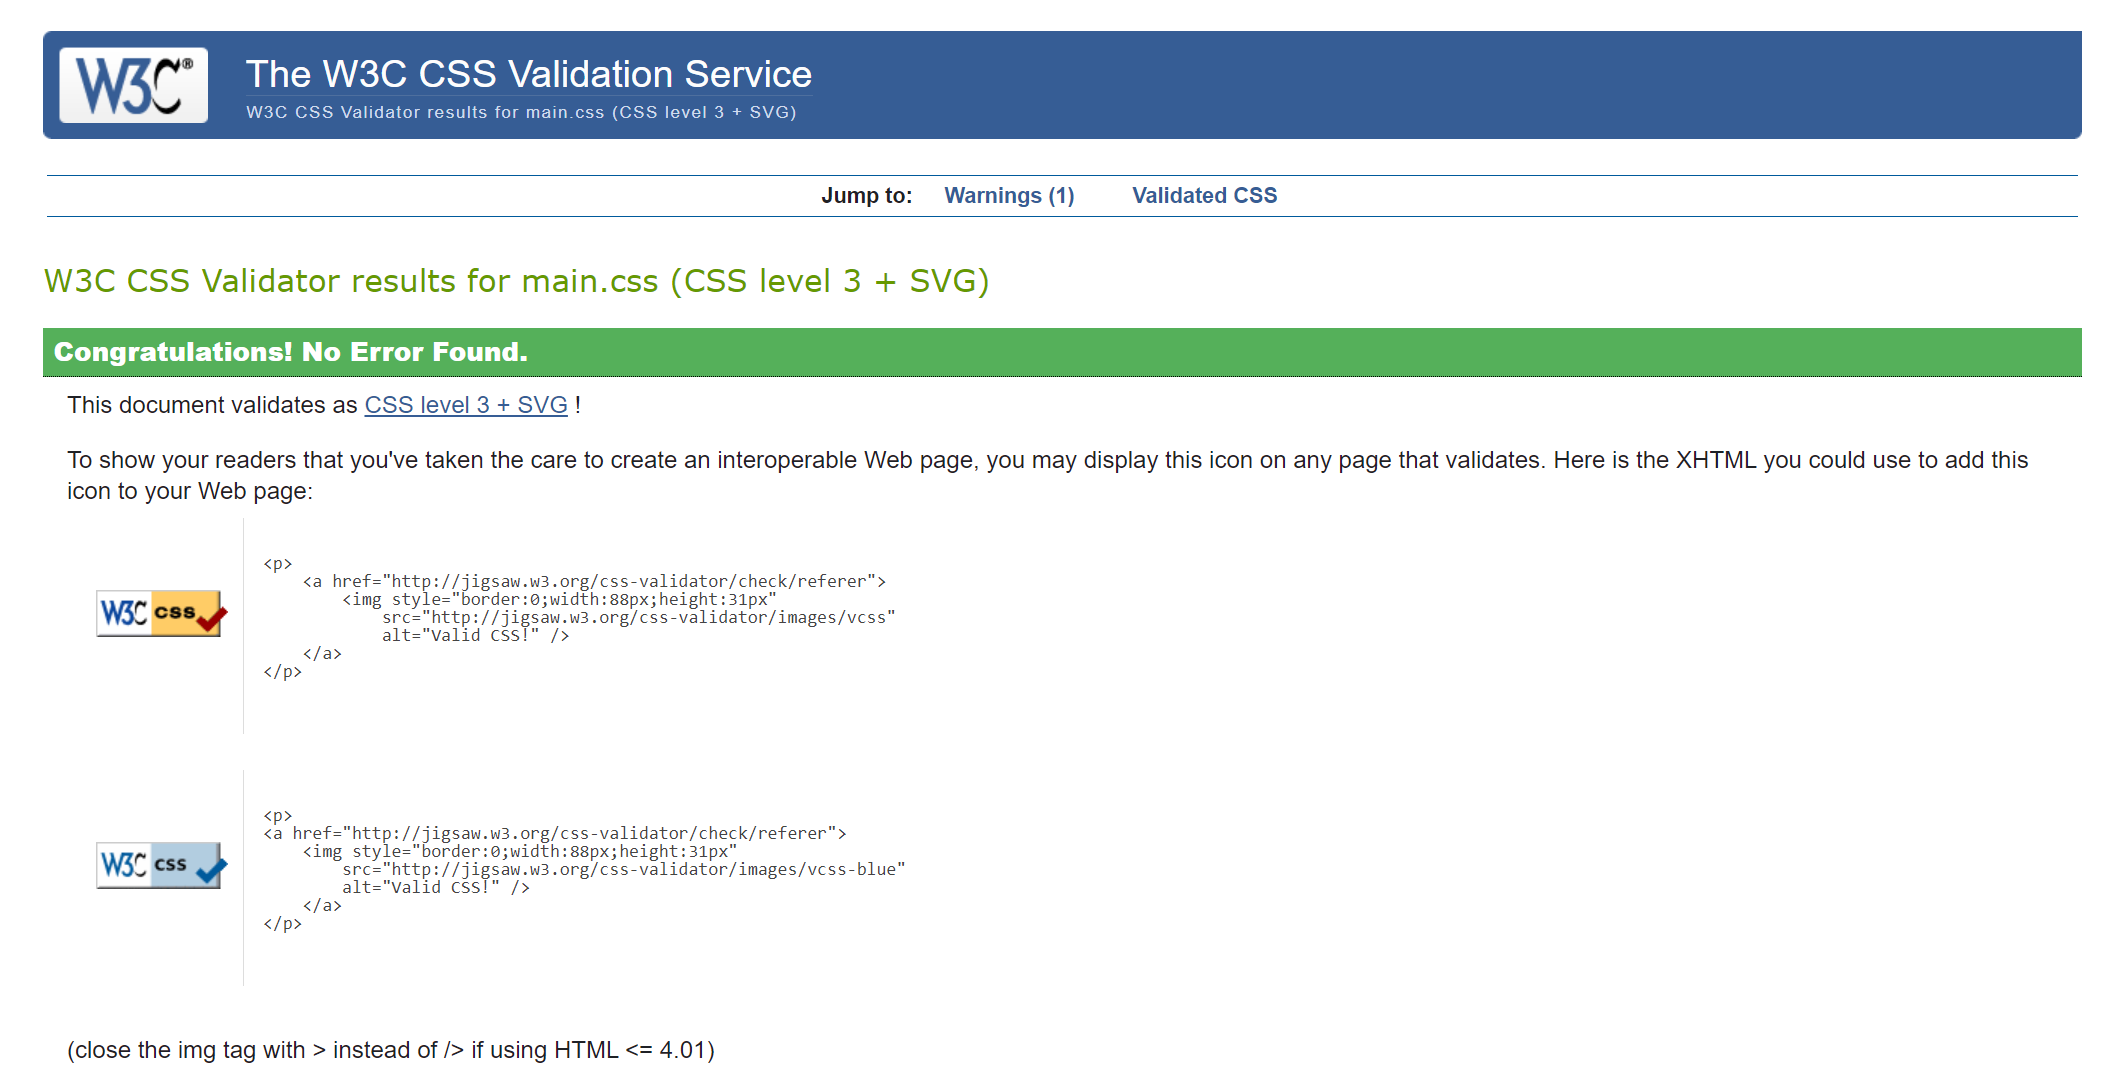 W3C®
The W3C CSS Validation Service
W3C CSS Validator results for main.css (CSS level 3 + SVG)
Jump to: Warnings (1) Validated CSS
W3C CSS Validator results for main.css (CSS level 3 + SVG)
Congratulations! No Error Found.
This document validates as CSS level 3 + SVG !
To show your readers that you've taken the care to create an interoperable Web page, you may display this icon on any page that validates. Here is the XHTML you could use to add this
icon to your Web page:
W3C css
<p>
    <a href="http://jigsaw.w3.org/css-validator/check/referer">
        <img style="border:0;width:88px;height:31px"
            src="http://jigsaw.w3.org/css-validator/images/vcss"
            alt="Valid CSS!" />
    </a>
</p>
W3C css
<p>
<a href="http://jigsaw.w3.org/css-validator/check/referer">
    <img style="border:0;width:88px;height:31px"
        src="http://jigsaw.w3.org/css-validator/images/vcss-blue"
        alt="Valid CSS!" />
    </a>
</p>
(close the img tag with > instead of /> if using HTML <= 4.01)